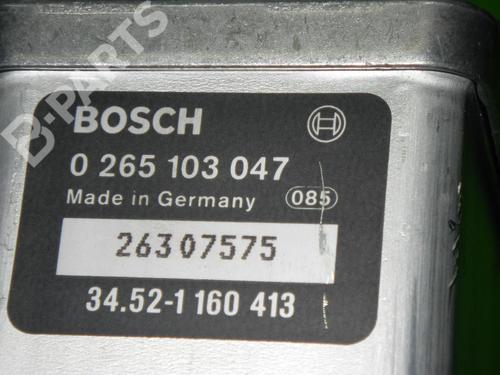 B-PARTS
BOSCH
0 265 103 047
Made in Germany 085
26307575
34.52-1 160 413